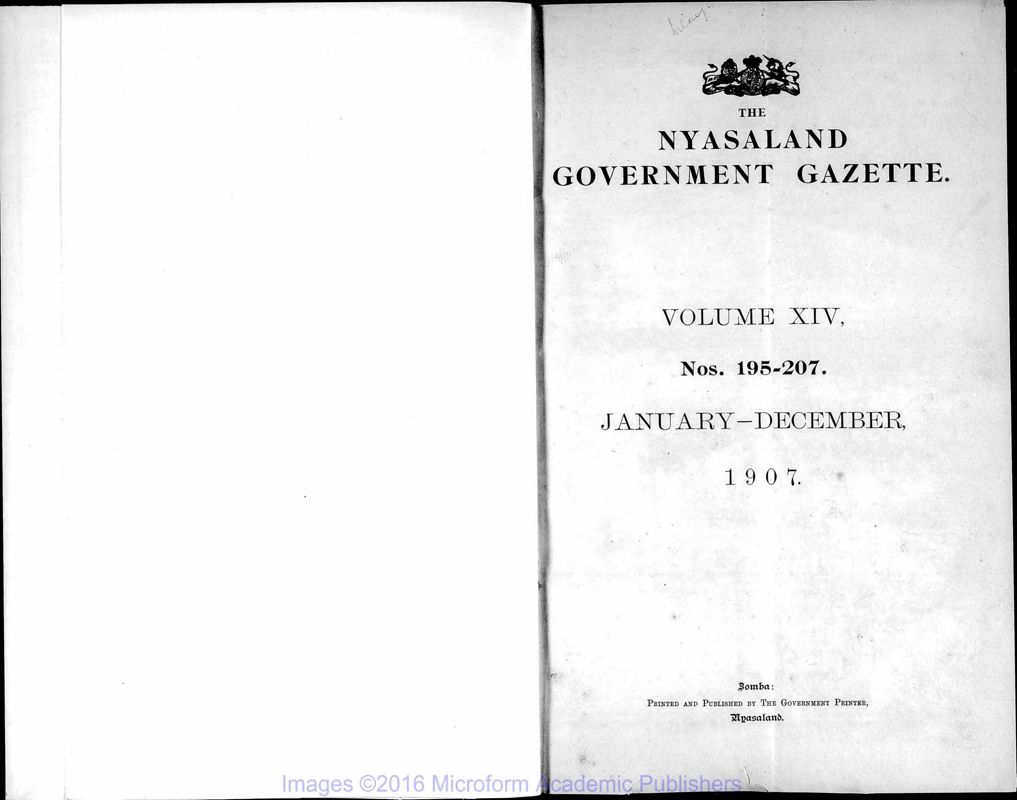 THE
NYASALAND
GOVERNMENT GAZETTE.
VOLUME XIV,
Nos. 195-207.
JANUARY-DECEMBER,
1907.
Zomba:
PRINTED AND PUBLISHED BY THE GOVERNMENT PRINTER,
Nyasaland.
Images ©2016 Microform Academic Publishers